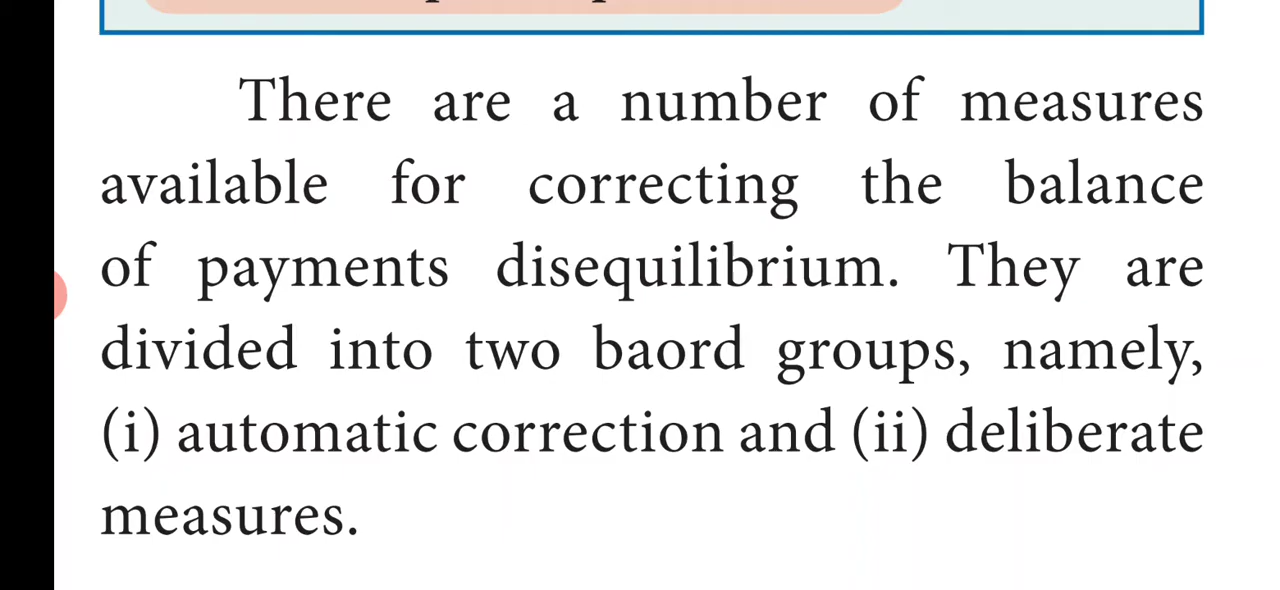 There are a number of measures
available for correcting the balance
of payments disequilibrium. They are
divided into two baord groups, namely,
(i) automatic correction and (ii) deliberate
measures.